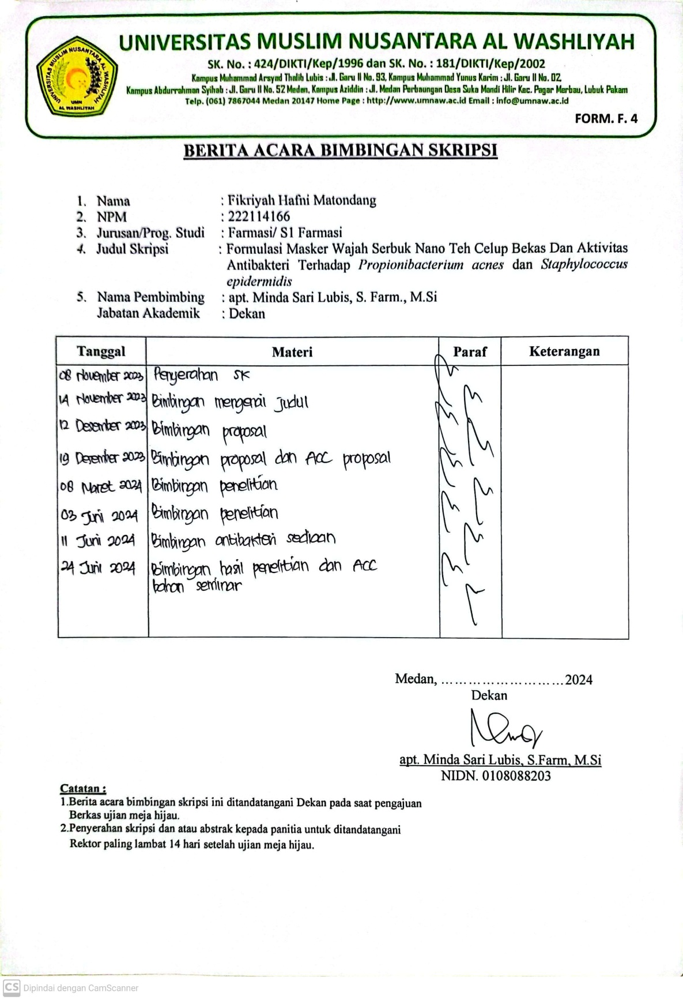 UNIVERSITAS MUSLIM NUSANTARA AL WASHLIYAH
SK. No. : 424/DIKTI/Kep/1996 dan SK. No. : 181/DIKTI/Kep/2002
Kampus Muhammad Arsyad Thalib Lubis : Jl. Garu II No. 93, Kampus Muhammad Yunus Karim : Jl. Garu II No. 02,
Kampus Abdurrahman Syihab : Jl. Garu II No. 52 Medan, Kampus Aziddin : Jl. Medan Perbaungan Desa Suka Mandi Hilir Kec. Pagar Merbau, Lubuk Pakam
Telp. (061) 7867044 Medan 20147 Home Page : http://www.umnaw.ac.id Email : info@umnaw.ac.id
UNIVERSITAS MUSLIM NUSANTARA AL WASHLIYAH
UMN
AL WASHLIYAH
FORM. F. 4
BERITA ACARA BIMBINGAN SKRIPSI
1. Nama : Fikriyah Hafni Matondang
2. NPM : 222114166
3. Jurusan/Prog. Studi : Farmasi/ S1 Farmasi
4. Judul Skripsi : Formulasi Masker Wajah Serbuk Nano Teh Celup Bekas Dan Aktivitas
Antibakteri Terhadap Propionibacterium acnes dan Staphylococcus
epidermidis
5. Nama Pembimbing : apt. Minda Sari Lubis, S. Farm., M.Si
Jabatan Akademik : Dekan
Tanggal Materi Paraf Keterangan
08 November 2023 Penyerahan SK
14 November 2023 Bimbingan mengenai judul
12 Desember 2023 Bimbingan proposal
19 Desember 2023 Bimbingan proposal dan ACC proposal
08 Maret 2024 Bimbingan penelitian
03 Juni 2024 Bimbingan penelitian
11 Juni 2024 Bimbingan antibakteri sediaan
24 Juni 2024 Bimbingan hasil penelitian dan ACC
bahan seminar
Medan, ..............................2024
Dekan
apt. Minda Sari Lubis, S.Farm, M.Si
NIDN. 0108088203
Catatan :
1.Berita acara bimbingan skripsi ini ditandatangani Dekan pada saat pengajuan
Berkas ujian meja hijau.
2.Penyerahan skripsi dan atau abstrak kepada panitia untuk ditandatangani
Rektor paling lambat 14 hari setelah ujian meja hijau.
CS Dipindai dengan CamScanner